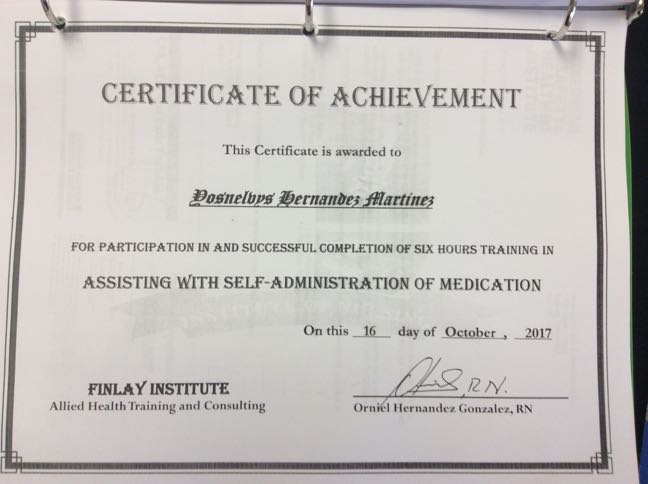 CERTIFICATE OF ACHIEVEMENT
This Certificate is awarded to
Yosnelbys Hernandez Martinez
FOR PARTICIPATION IN AND SUCCESSFUL COMPLETION OF SIX HOURS TRAINING IN
ASSISTING WITH SELF-ADMINISTRATION OF MEDICATION
On this 16 day of October , 2017
FINLAY INSTITUTE
Allied Health Training and Consulting
RN.
Orniel Hernandez Gonzalez, RN